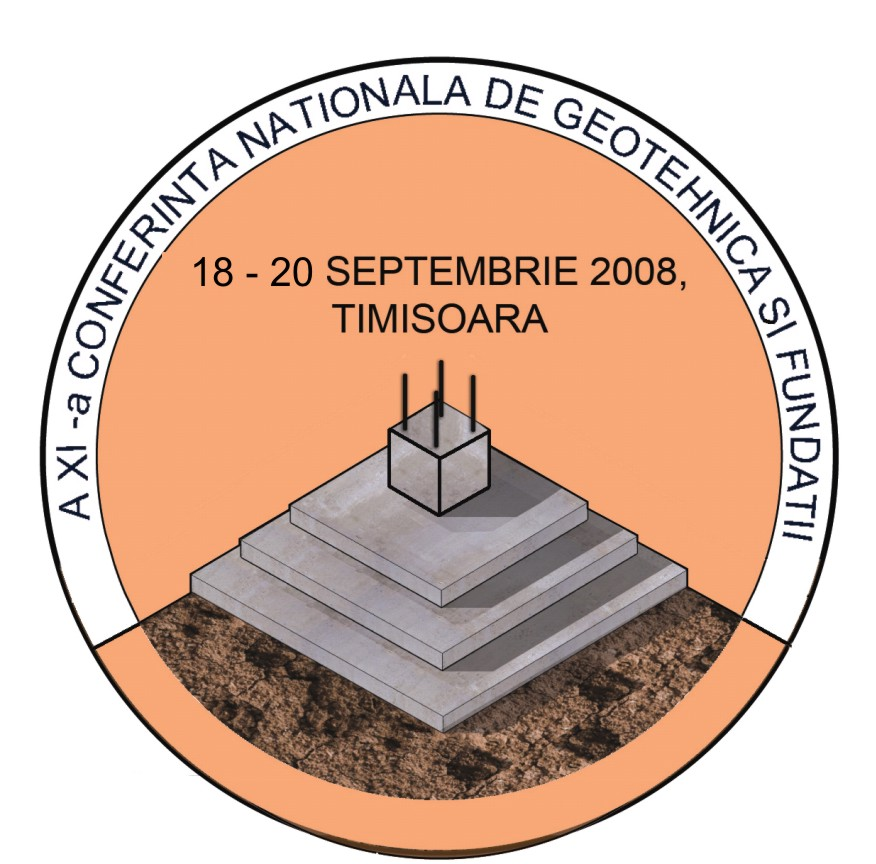 A XI -a CONFERINTA NATIONALA DE GEOTEHNICA SI FUNDATII
18 - 20 SEPTEMBRIE 2008,
TIMISOARA